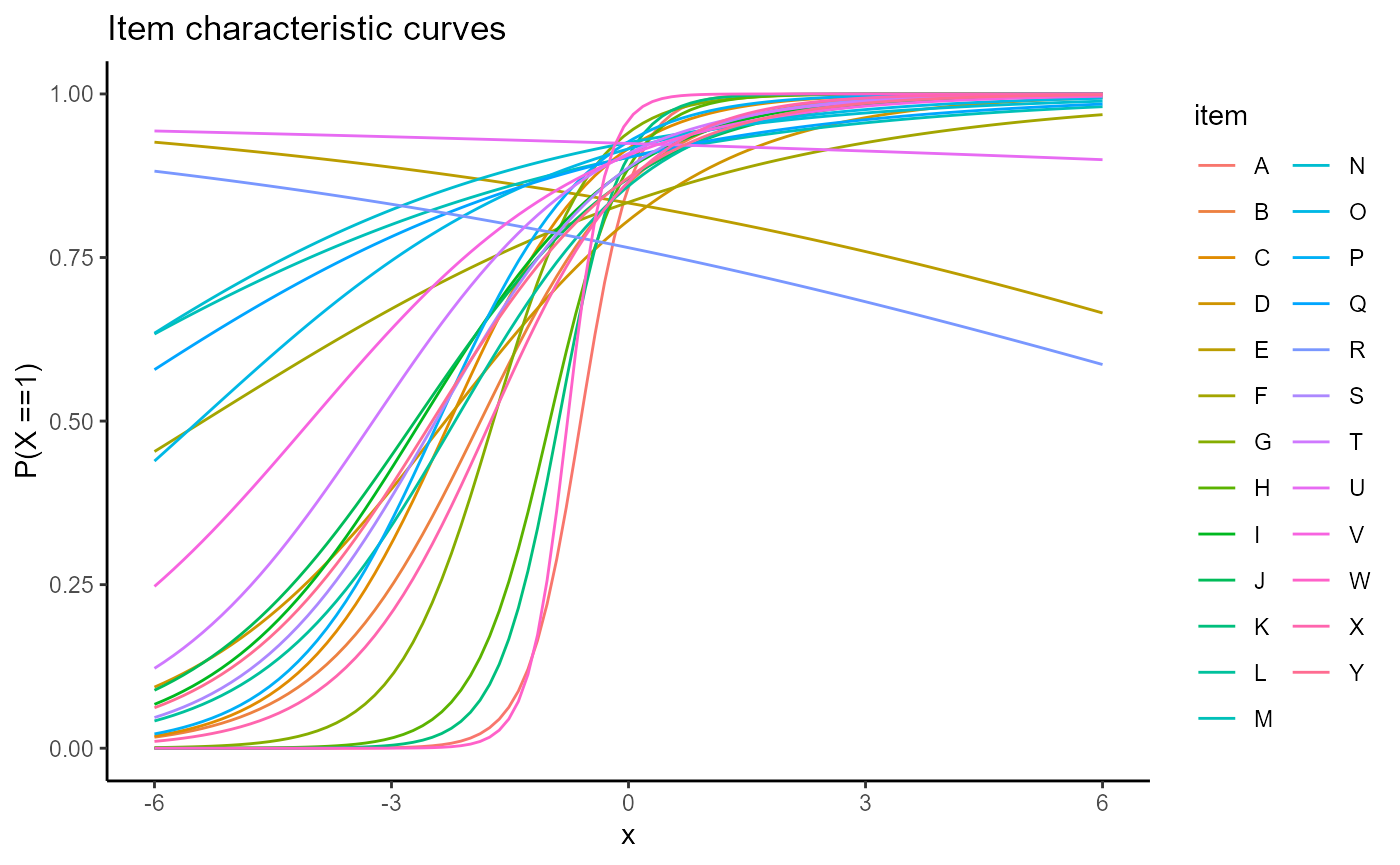 Item characteristic curves
P(X ==1)
1.00
0.75
0.50
0.25
0.00
-6
-3
0
3
6
x
item
A
B
C
D
E
F
G
H
I
J
K
L
M
N
O
P
Q
R
S
T
U
V
W
X
Y